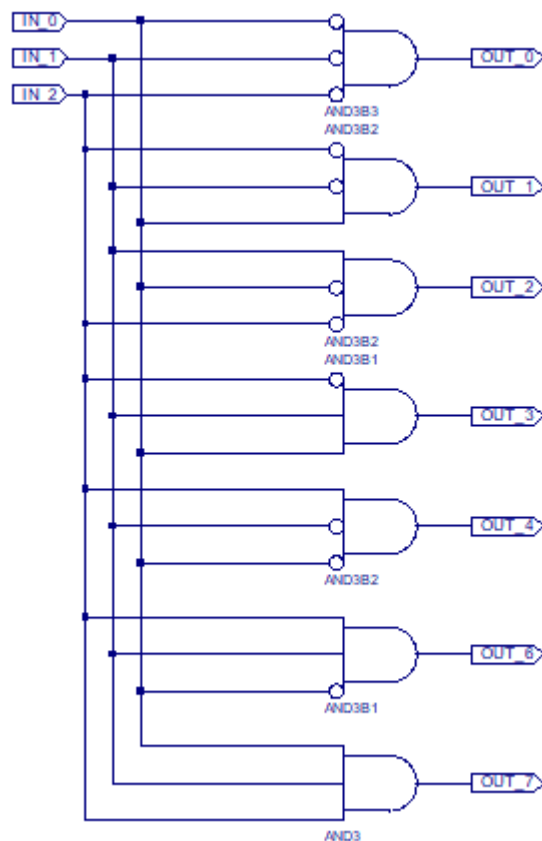 IN_0
OUT_0
IN_1
IN_2
AND3B3
AND3B2
OUT_1
OUT_2
AND3B2
AND3B1
OUT_3
OUT_4
AND3B2
OUT_6
AND3B1
OUT_7
AND3